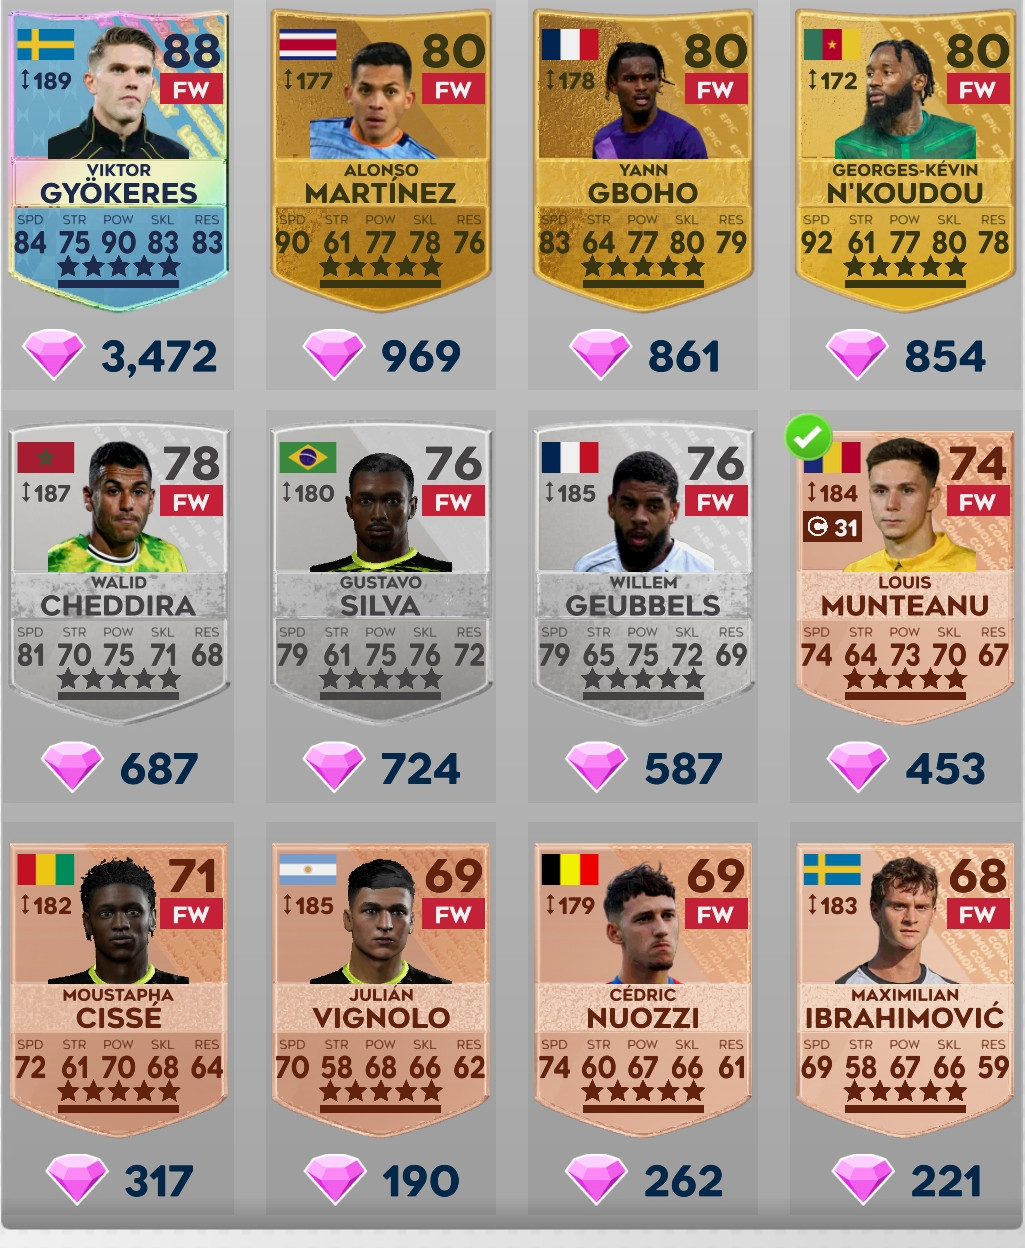 88
189
FW
VIKTOR
GYÖKERES
SPD STR POW SKL RES
84 75 90 83 83
3,472
80
177
FW
ALONSO
MARTÍNEZ
SPD STR POW SKL RES
90 61 77 78 76
969
80
178
FW
YANN
GBOHO
SPD STR POW SKL RES
83 64 77 80 79
861
80
172
FW
GEORGES-KÉVIN
N'KOUDOU
SPD STR POW SKL RES
92 61 77 80 78
854
78
187
FW
WALID
CHEDDIRA
SPD STR POW SKL RES
81 70 75 71 68
687
76
180
FW
GUSTAVO
SILVA
SPD STR POW SKL RES
79 61 75 76 72
724
76
185
FW
WILLEM
GEUBBELS
SPD STR POW SKL RES
79 65 75 72 69
587
74
184
FW
C 31
LOUIS
MUNTEANU
SPD STR POW SKL RES
74 64 73 70 67
453
71
182
FW
MOUSTAPHA
CISSÉ
SPD STR POW SKL RES
72 61 70 68 64
317
69
185
FW
JULIÁN
VIGNOLO
SPD STR POW SKL RES
70 58 68 66 62
190
69
179
FW
CÉDRIC
NUOZZI
SPD STR POW SKL RES
74 60 67 66 61
262
68
183
FW
MAXIMILIAN
IBRAHIMOVIĆ
SPD STR POW SKL RES
69 58 67 66 59
221